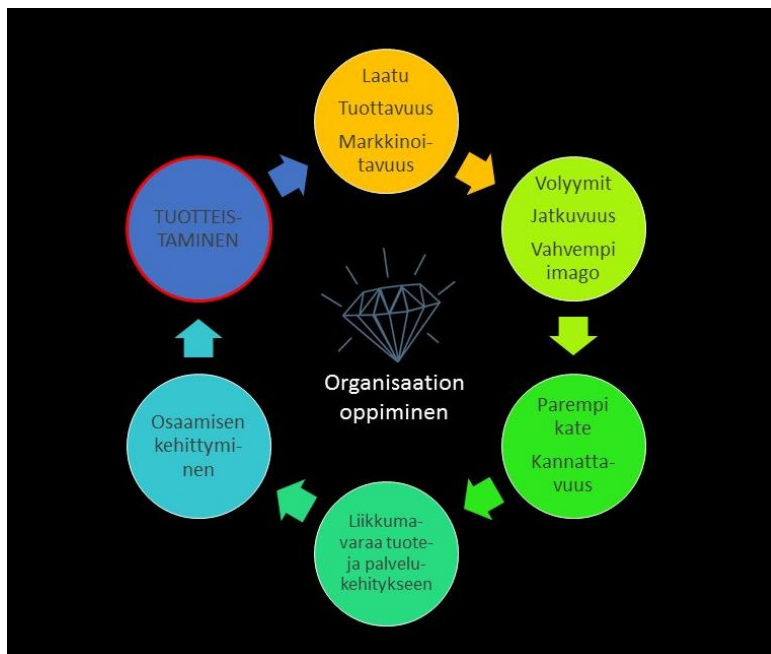 Laatu
Tuottavuus
Markkinoi-
tavuus
Volyymit
Jatkuvuus
Vahvempi
imago
Parempi
kate
Kannatta-
vuus
Liikkuma-
varaa tuote-
ja palvelu-
kehitykseen
Osaamisen
kehittymi-
nen
TUOTTEIS-
TAMINEN
Organisaation
oppiminen